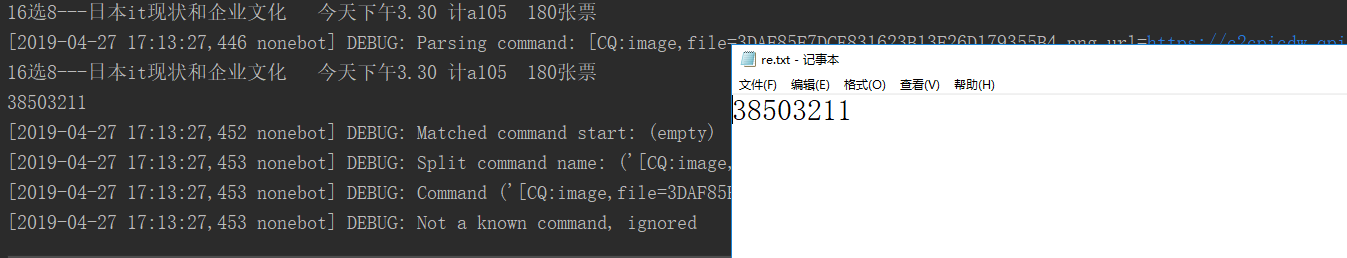 16选8---日本it现状和企业文化   今天下午3.30 计a105  180张票
[2019-04-27 17:13:27,446 nonebot] DEBUG: Parsing command: [CQ:image,file=3DAF85F7DCF831623B13F26D179355B4.png,url=https://c2cpicdw.qpi
16选8---日本it现状和企业文化   今天下午3.30 计a105  180张票
38503211
[2019-04-27 17:13:27,452 nonebot] DEBUG: Matched command start: (empty)
[2019-04-27 17:13:27,453 nonebot] DEBUG: Split command name: ('[CQ:image,
[2019-04-27 17:13:27,453 nonebot] DEBUG: Command ('[CQ:image,file=3DAF85F
[2019-04-27 17:13:27,453 nonebot] DEBUG: Not a known command, ignored
re.txt - 记事本
文件(F) 编辑(E) 格式(O) 查看(V) 帮助(H)
38503211